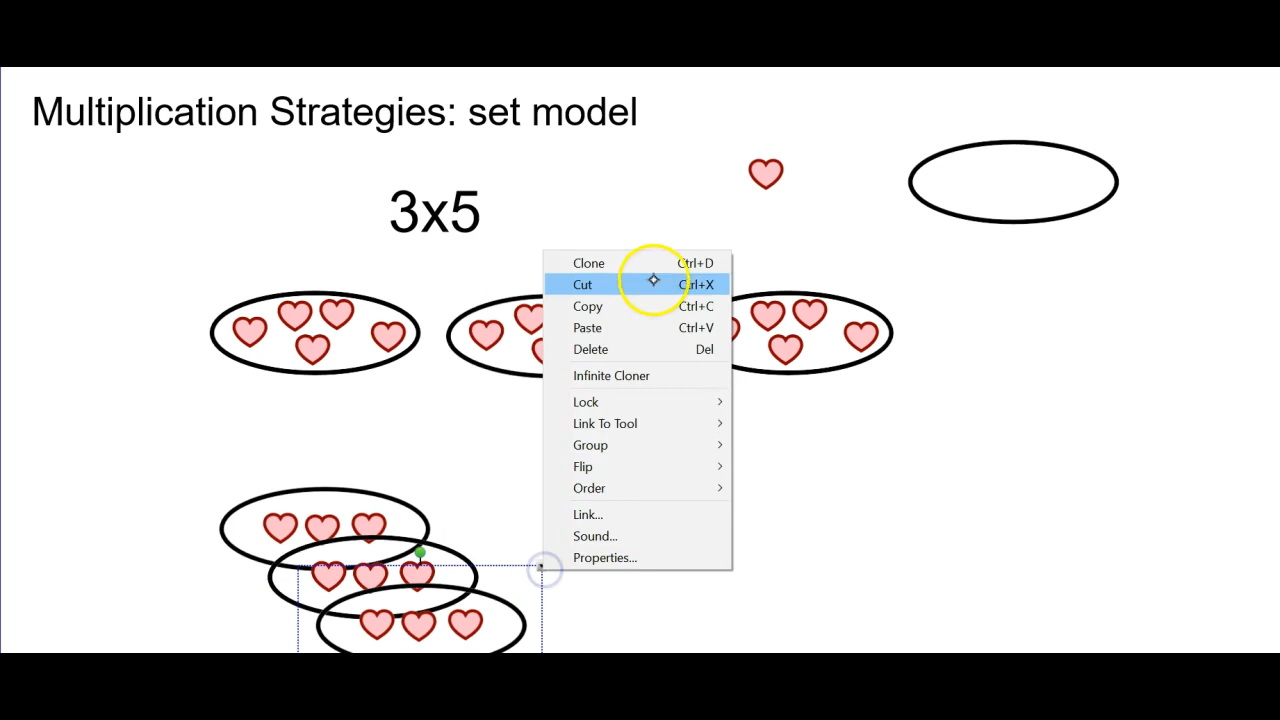 Multiplication Strategies: set model
3x5
Clone Ctrl+D
Cut Ctrl+X
Copy Ctrl+C
Paste Ctrl+V
Delete Del
Infinite Cloner
Lock
Link To Tool
Group
Flip
Order
Link...
Sound...
Properties...